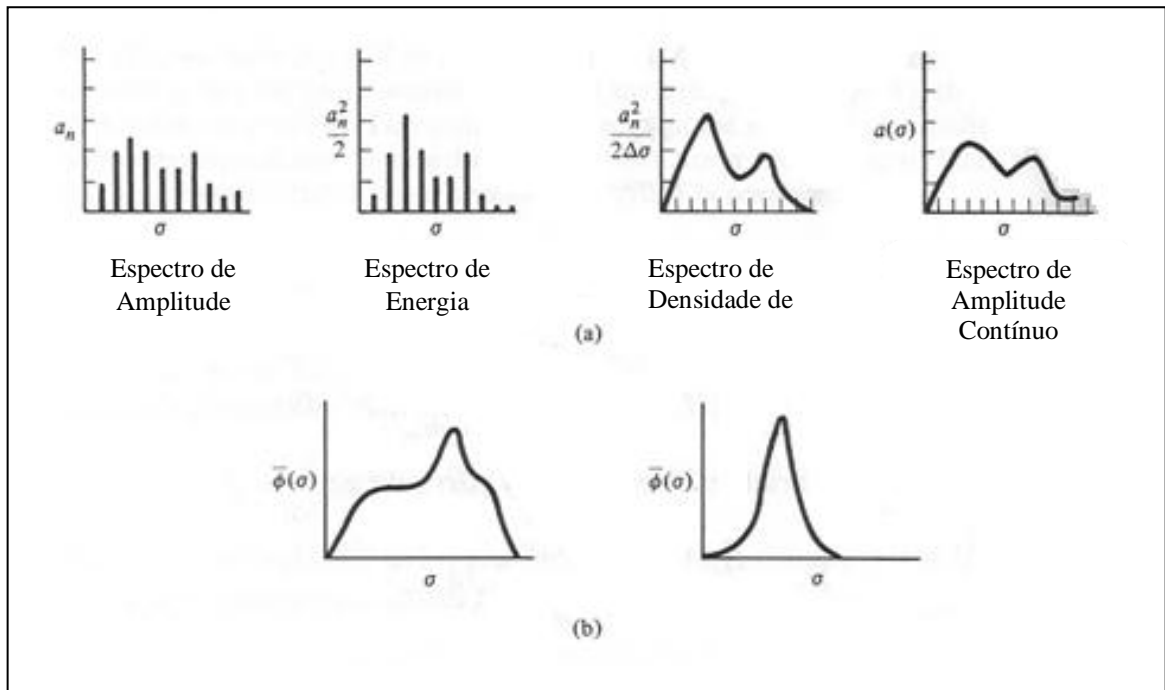 a_n
σ
Espectro de
Amplitude
a_n^2
2
σ
Espectro de
Energia
a_n^2
2Δσ
σ
Espectro de
Densidade de
a(σ)
σ
Espectro de
Amplitude
Contínuo
(a)
φ̅(σ)
σ
φ̅(σ)
σ
(b)